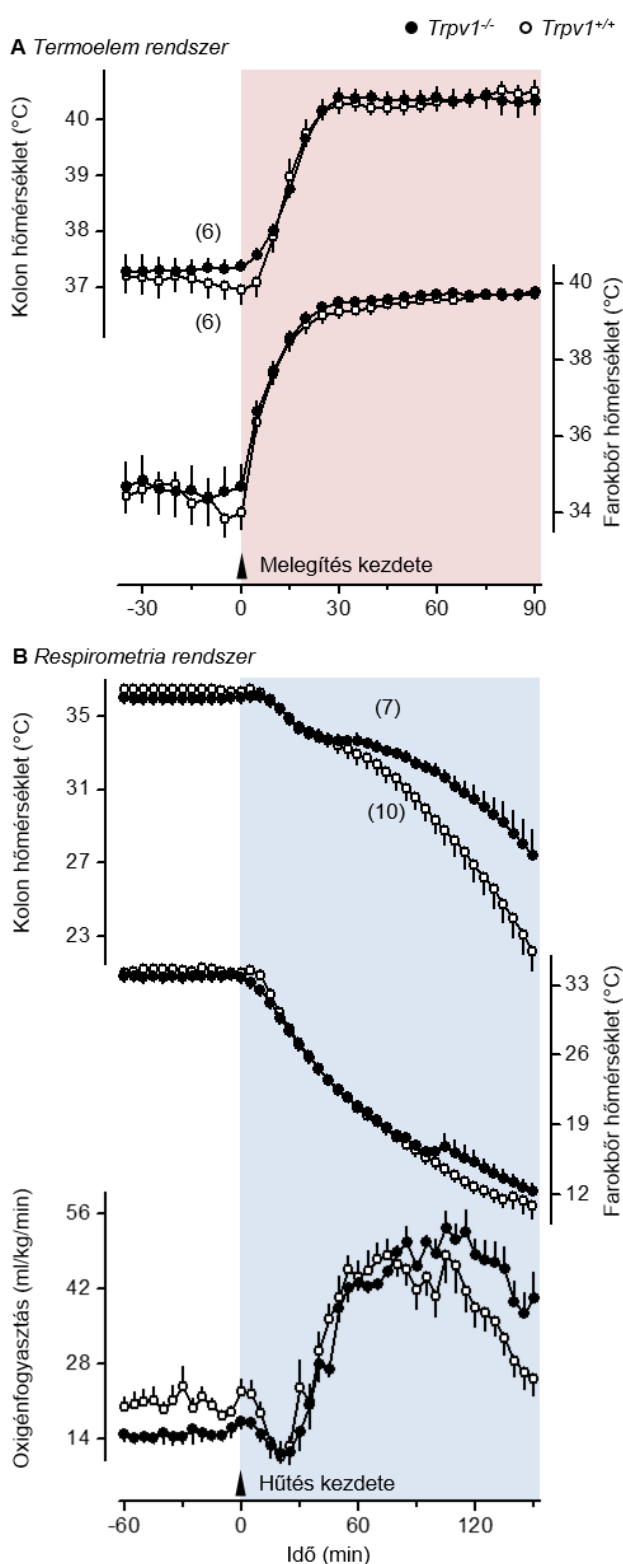 Trpv1-/- Trpv1+/+
A Termoelem rendszer
Kolon hőmérséklet (°C)
40
39
38
37
(6)
(6)
Farokbőr hőmérséklet (°C)
40
38
36
34
Melegítés kezdete
-30 0 30 60 90
B Respirometria rendszer
Kolon hőmérséklet (°C)
35
31
27
23
(7)
(10)
Farokbőr hőmérséklet (°C)
33
26
19
12
Oxigénfogyasztás (ml/kg/min)
56
42
28
14
Hűtés kezdete
-60 0 60 120
Idő (min)